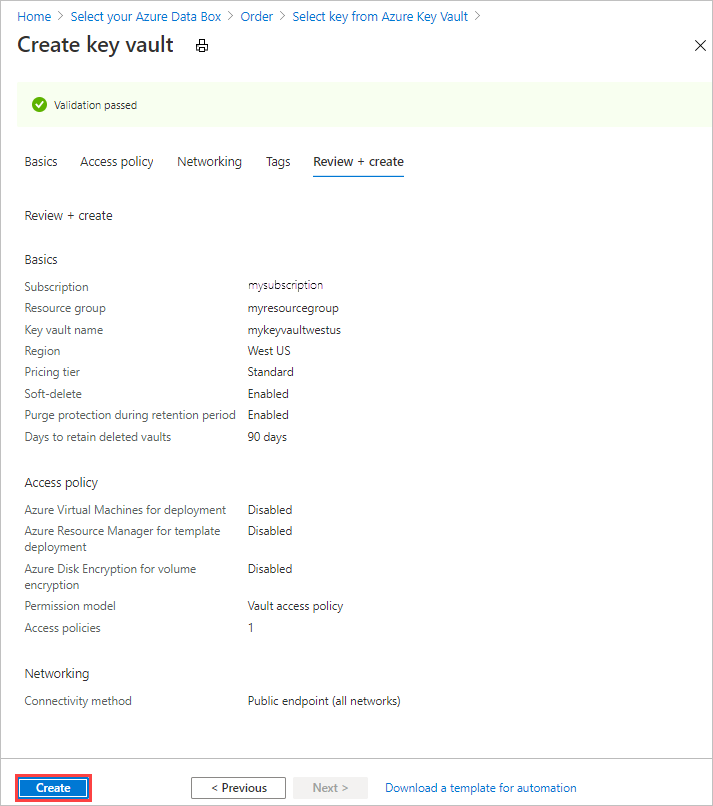 Home > Select your Azure Data Box > Order > Select key from Azure Key Vault >
Create key vault
Validation passed
Basics Access policy Networking Tags Review + create
Review + create
Basics
Subscription mysubscription
Resource group myresourcegroup
Key vault name mykeyvaultwestus
Region West US
Pricing tier Standard
Soft-delete Enabled
Purge protection during retention period Enabled
Days to retain deleted vaults 90 days
Access policy
Azure Virtual Machines for deployment Disabled
Azure Resource Manager for template Disabled
deployment
Azure Disk Encryption for volume Disabled
encryption
Permission model Vault access policy
Access policies 1
Networking
Connectivity method Public endpoint (all networks)
Create < Previous Next > Download a template for automation